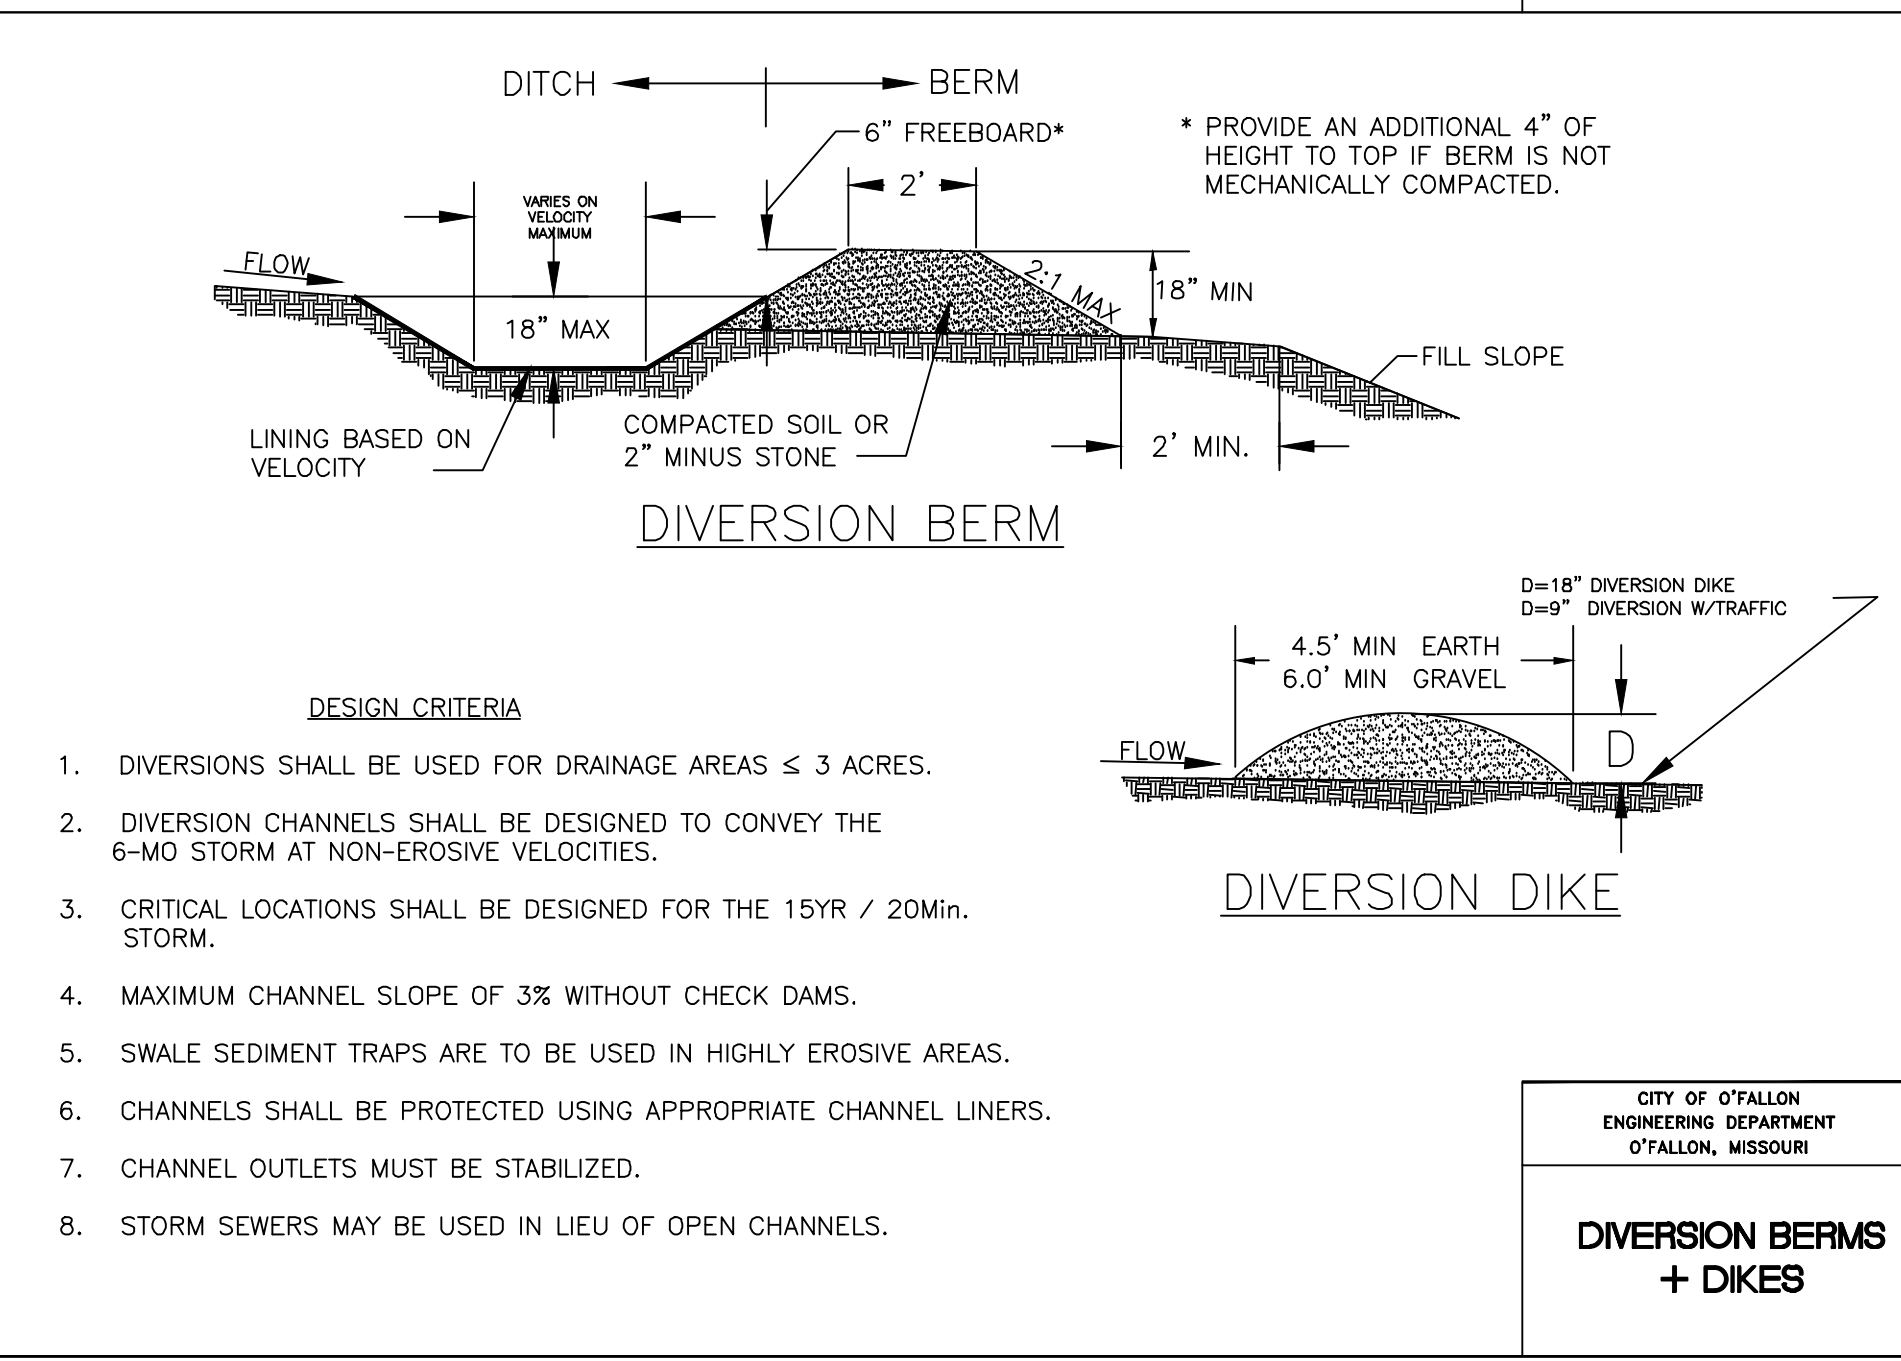 DITCH BERM
6" FREEBOARD*
* PROVIDE AN ADDITIONAL 4" OF
HEIGHT TO TOP IF BERM IS NOT
MECHANICALLY COMPACTED.
2'
VARIES ON
VELOCITY
MAXIMUM
FLOW
2:1 MAX
18" MIN
18" MAX
FILL SLOPE
LINING BASED ON
VELOCITY
COMPACTED SOIL OR
2" MINUS STONE
2' MIN.
DIVERSION BERM
D=18" DIVERSION DIKE
D=9" DIVERSION W/TRAFFIC
4.5' MIN EARTH
6.0' MIN GRAVEL
FLOW
D
DIVERSION DIKE
DESIGN CRITERIA
1. DIVERSIONS SHALL BE USED FOR DRAINAGE AREAS ≤ 3 ACRES.
2. DIVERSION CHANNELS SHALL BE DESIGNED TO CONVEY THE
6-MO STORM AT NON-EROSIVE VELOCITIES.
3. CRITICAL LOCATIONS SHALL BE DESIGNED FOR THE 15YR / 20Min.
STORM.
4. MAXIMUM CHANNEL SLOPE OF 3% WITHOUT CHECK DAMS.
5. SWALE SEDIMENT TRAPS ARE TO BE USED IN HIGHLY EROSIVE AREAS.
6. CHANNELS SHALL BE PROTECTED USING APPROPRIATE CHANNEL LINERS.
7. CHANNEL OUTLETS MUST BE STABILIZED.
8. STORM SEWERS MAY BE USED IN LIEU OF OPEN CHANNELS.
CITY OF O'FALLON
ENGINEERING DEPARTMENT
O'FALLON, MISSOURI
DIVERSION BERMS
+ DIKES